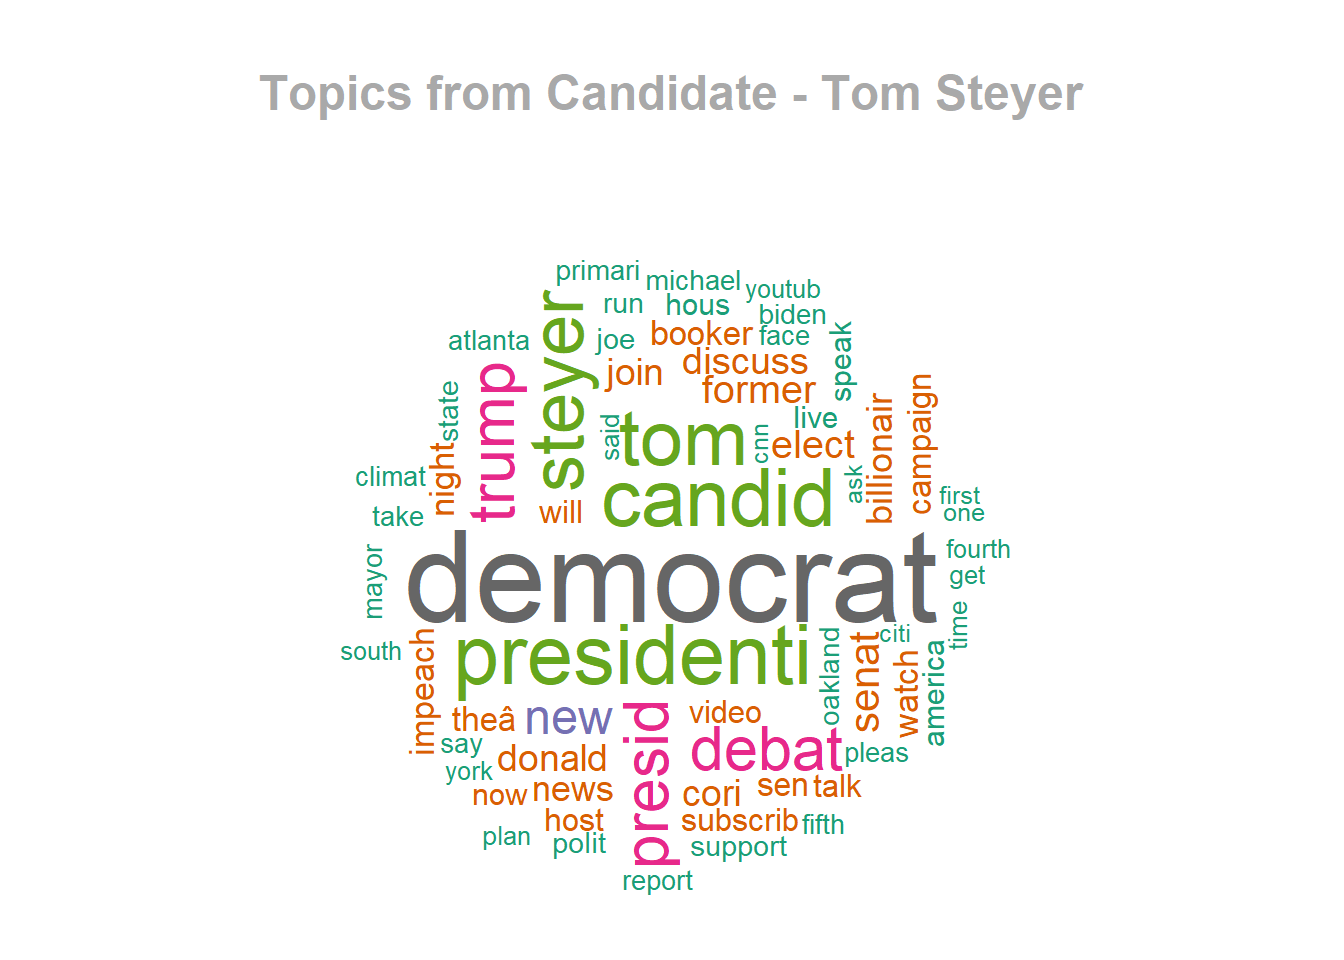 Topics from Candidate - Tom Steyer
primari
michael
youtub
run
hous
biden
steyer
atlanta
joe
booker
face
speak
discuss
join
trump
former
state
campaign
billionair
live
said
tom
cnn
elect
night
climat
candid
ask
first
take
will
one
democrat
mayor
fourth
get
time
south
impeach
presidenti
oakland
senat
citi
watch
america
theâ
new
presid
video
say
donald
debat
pleas
york
now
news
cori
sen
talk
host
subscrib
fifth
plan
polit
support
report